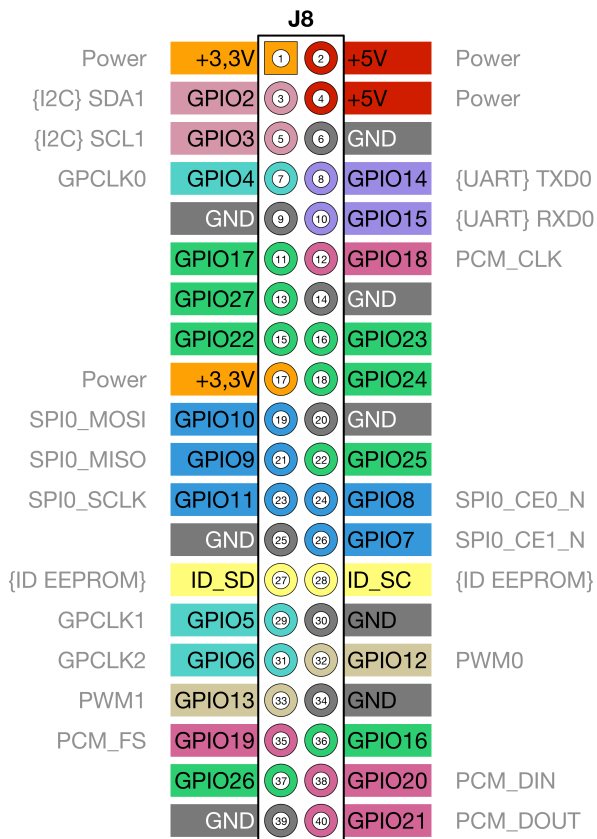 J8
Power +3,3V 1 2 +5V Power
{I2C} SDA1 GPIO2 3 4 +5V Power
{I2C} SCL1 GPIO3 5 6 GND
GPCLK0 GPIO4 7 8 GPIO14 {UART} TXD0
GND 9 10 GPIO15 {UART} RXD0
GPIO17 11 12 GPIO18 PCM_CLK
GPIO27 13 14 GND
GPIO22 15 16 GPIO23
Power +3,3V 17 18 GPIO24
SPI0_MOSI GPIO10 19 20 GND
SPI0_MISO GPIO9 21 22 GPIO25
SPI0_SCLK GPIO11 23 24 GPIO8 SPI0_CE0_N
GND 25 26 GPIO7 SPI0_CE1_N
{ID EEPROM} ID_SD 27 28 ID_SC {ID EEPROM}
GPCLK1 GPIO5 29 30 GND
GPCLK2 GPIO6 31 32 GPIO12 PWM0
PWM1 GPIO13 33 34 GND
PCM_FS GPIO19 35 36 GPIO16
GPIO26 37 38 GPIO20 PCM_DIN
GND 39 40 GPIO21 PCM_DOUT